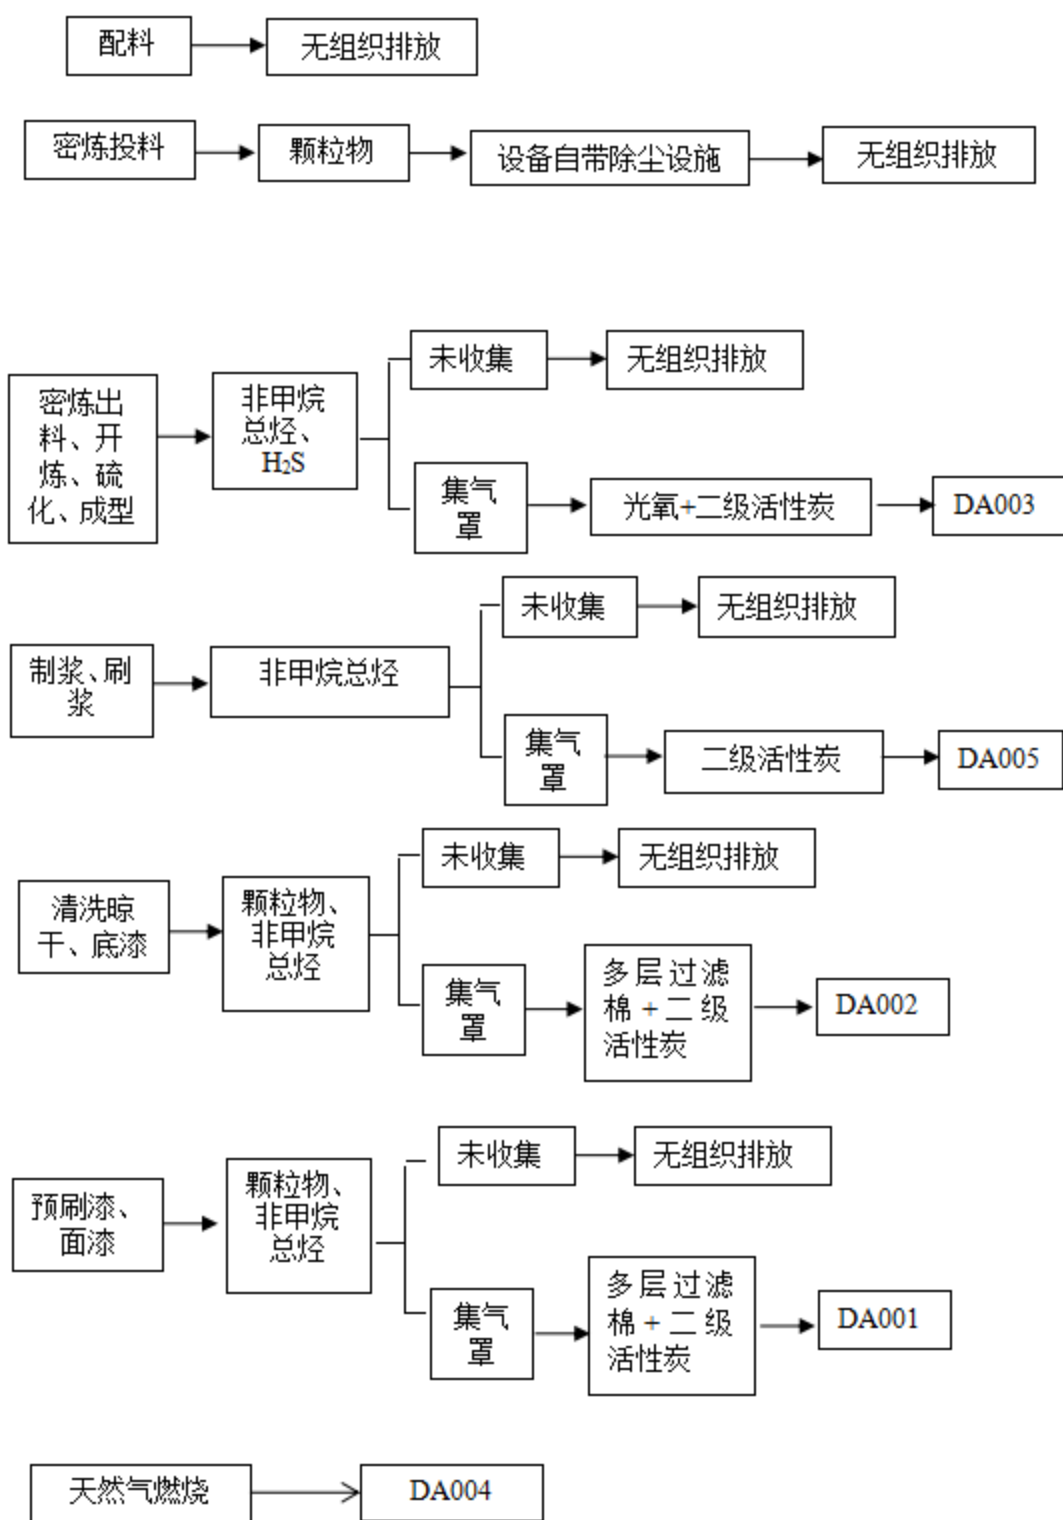 配料
无组织排放
密炼投料
颗粒物
设备自带除尘设施
无组织排放
未收集
无组织排放
密炼出
料、开
炼、硫
化、成型
非甲烷
总烃、
H₂S
集气
罩
光氧+二级活性炭
DA003
未收集
无组织排放
制浆、刷
浆
非甲烷总烃
集气
罩
二级活性炭
DA005
未收集
无组织排放
清洗晾
干、底漆
颗粒物、
非甲烷
总烃
集气
罩
多层过滤
棉+二级
活性炭
DA002
未收集
无组织排放
预刷漆、
面漆
颗粒物、
非甲烷
总烃
集气
罩
多层过滤
棉+二级
活性炭
DA001
天然气燃烧
DA004